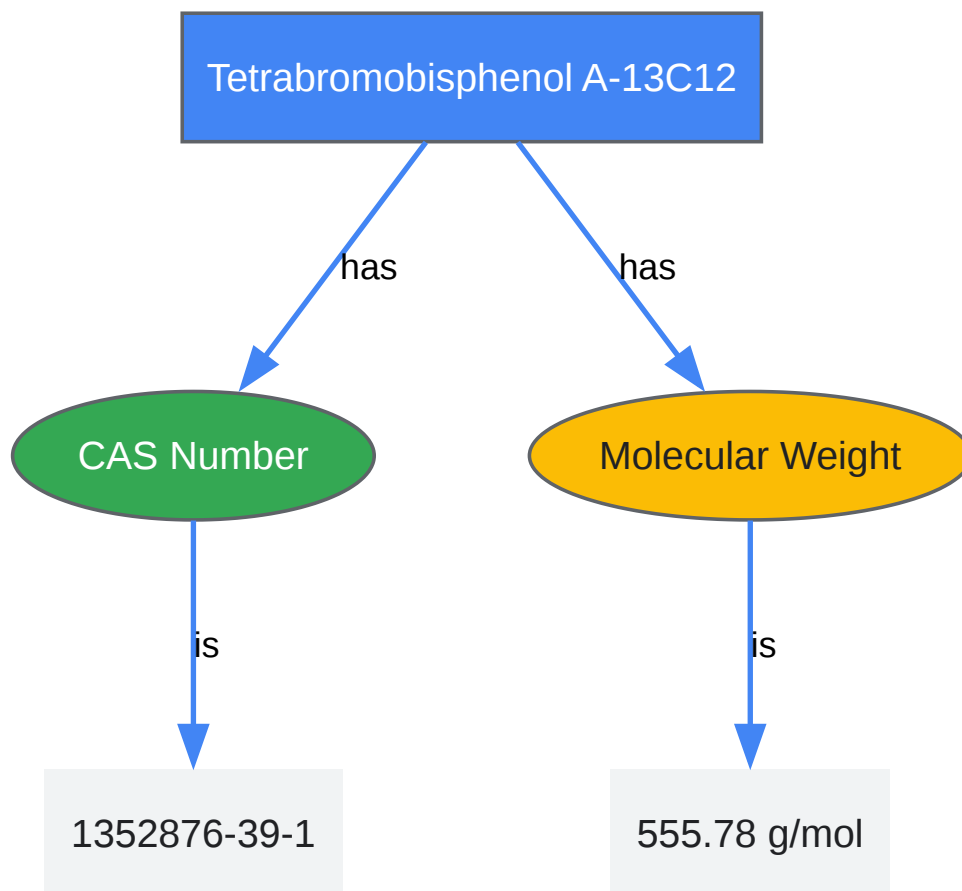 Tetrabromobisphenol A-13C12
has
has
CAS Number
Molecular Weight
is
is
1352876-39-1
555.78 g/mol